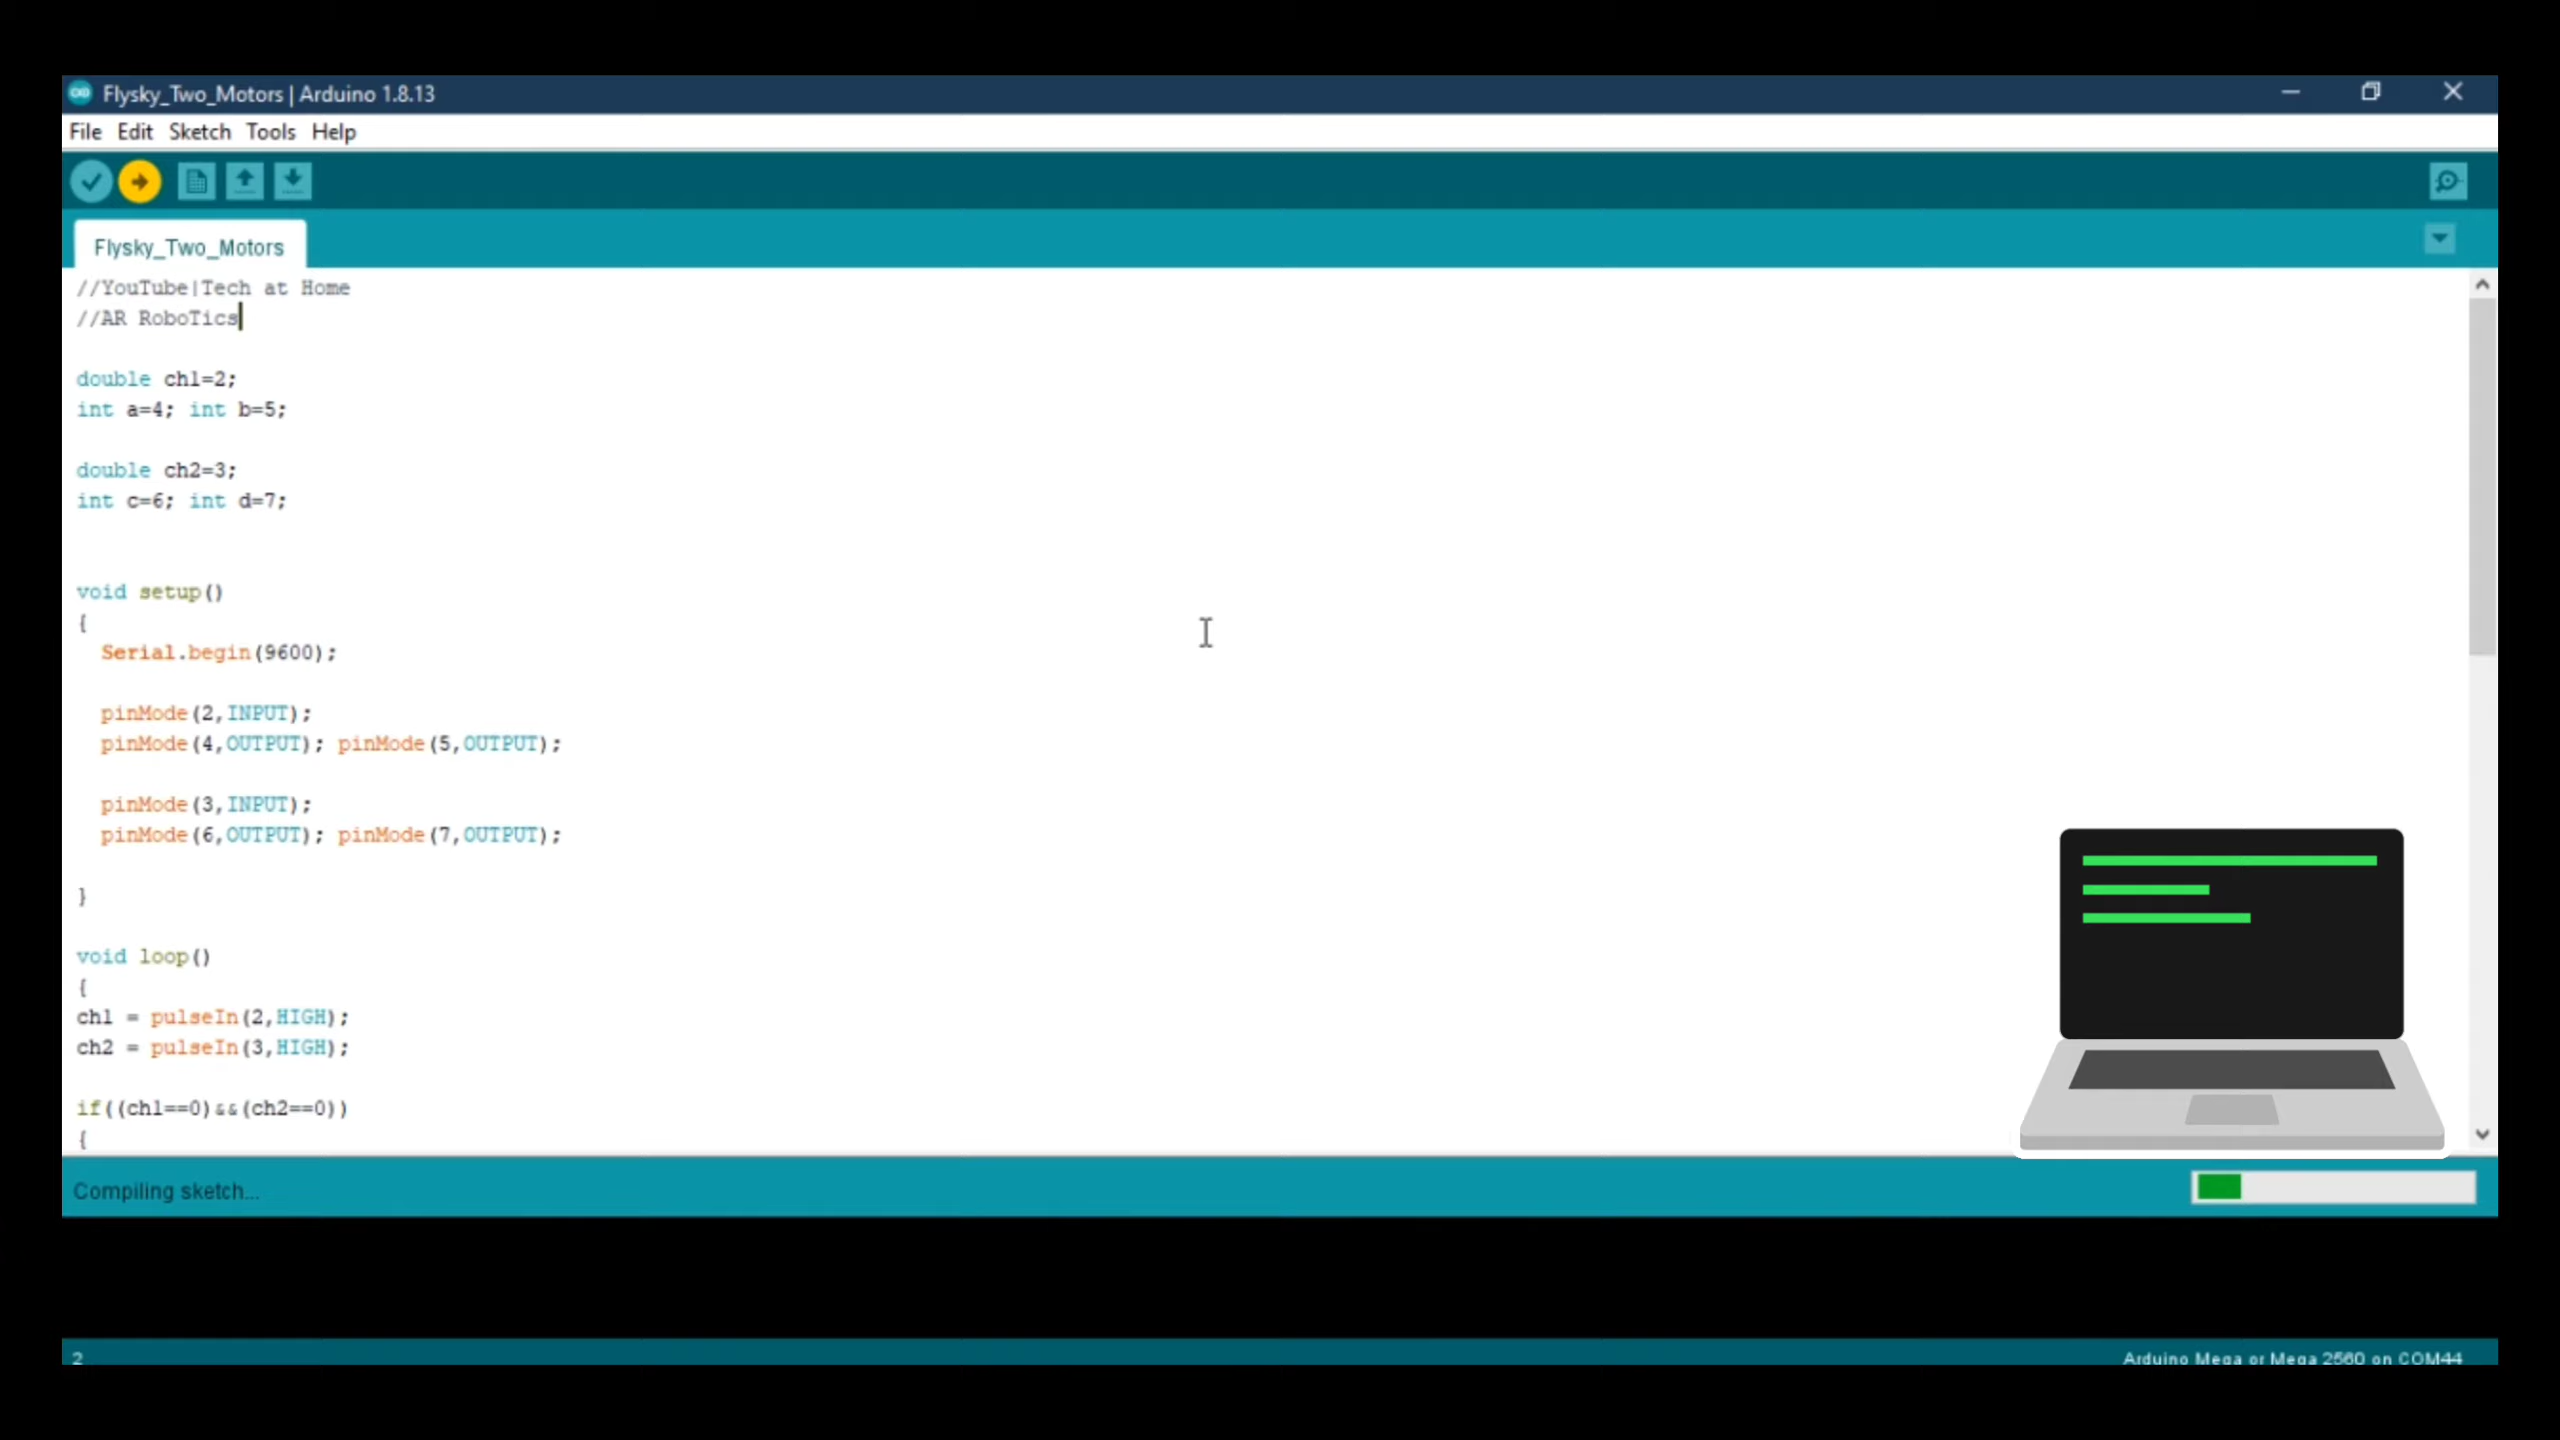 Flysky_Two_Motors | Arduino 1.8.13
File Edit Sketch Tools Help
Flysky_Two_Motors
//YouTube|Tech at Home
//AR RoboTics
double ch1=2;
int a=4; int b=5;
double ch2=3;
int c=6; int d=7;
void setup()
{
Serial.begin(9600);
pinMode(2,INPUT);
pinMode(4,OUTPUT); pinMode(5,OUTPUT);
pinMode(3,INPUT);
pinMode(6,OUTPUT); pinMode(7,OUTPUT);
}
void loop()
{
ch1 = pulseIn(2,HIGH);
ch2 = pulseIn(3,HIGH);
if((ch1==0)&&(ch2==0))
{
Compiling sketch...
2
Arduino Mega or Mega 2560 on COM44